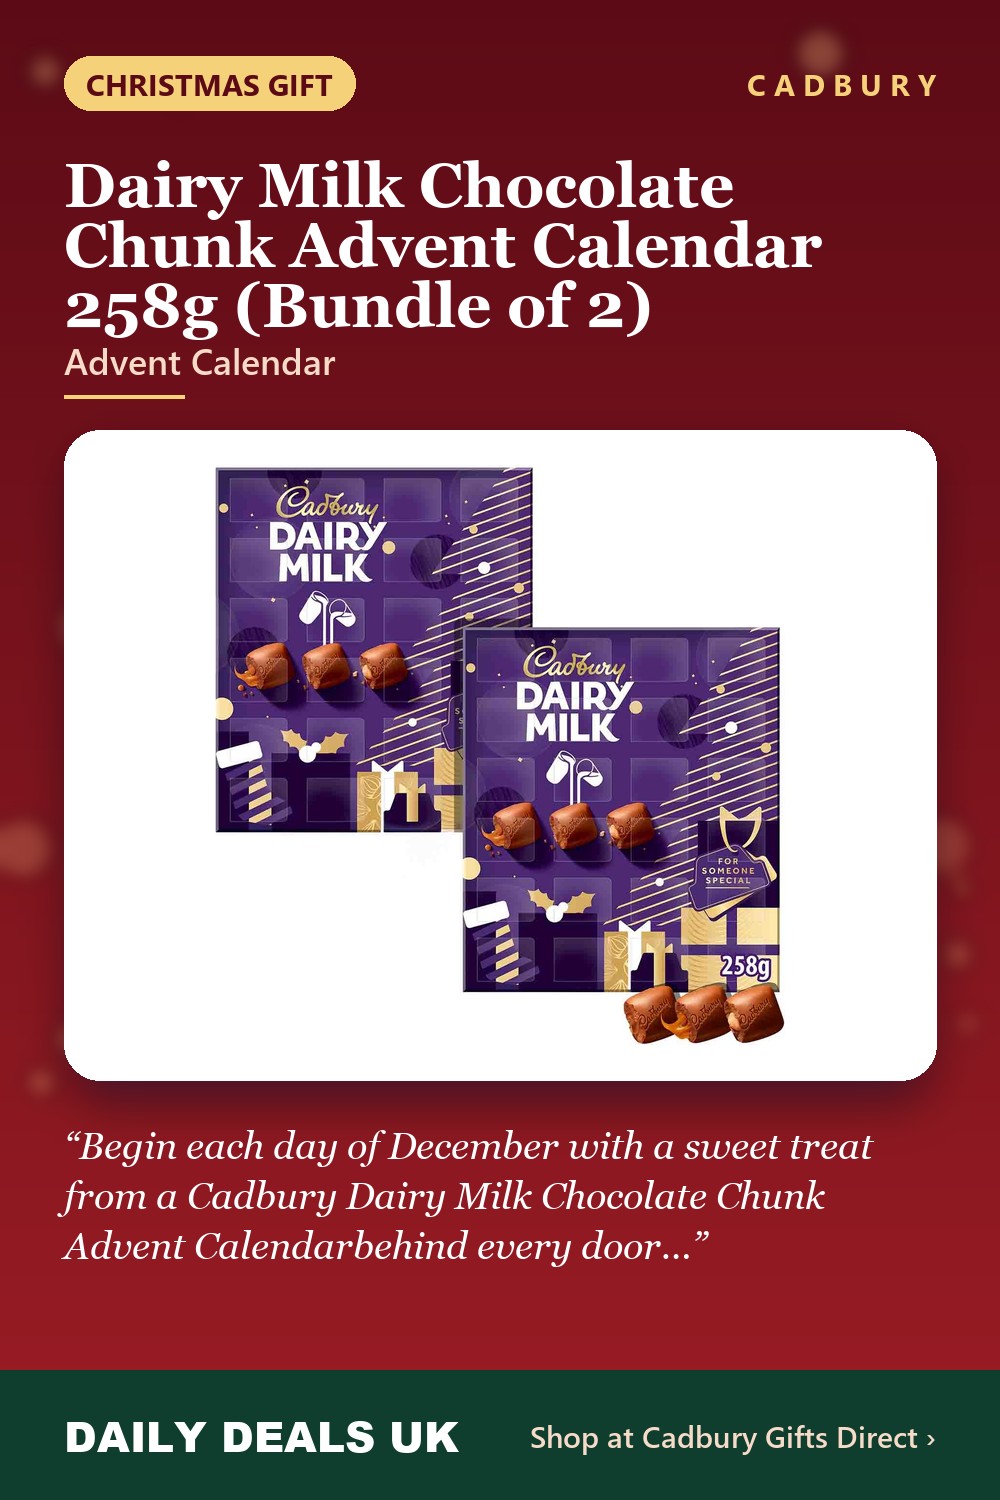 CHRISTMAS GIFT
CADBURY
Dairy Milk Chocolate
Chunk Advent Calendar
258g (Bundle of 2)
Advent Calendar
Cadbury
DAIRY
MILK
Cadbury
DAIRY
MILK
FOR
SOMEONE
SPECIAL
258g
“Begin each day of December with a sweet treat
from a Cadbury Dairy Milk Chocolate Chunk
Advent Calendarbehind every door...”
DAILY DEALS UK
Shop at Cadbury Gifts Direct ›